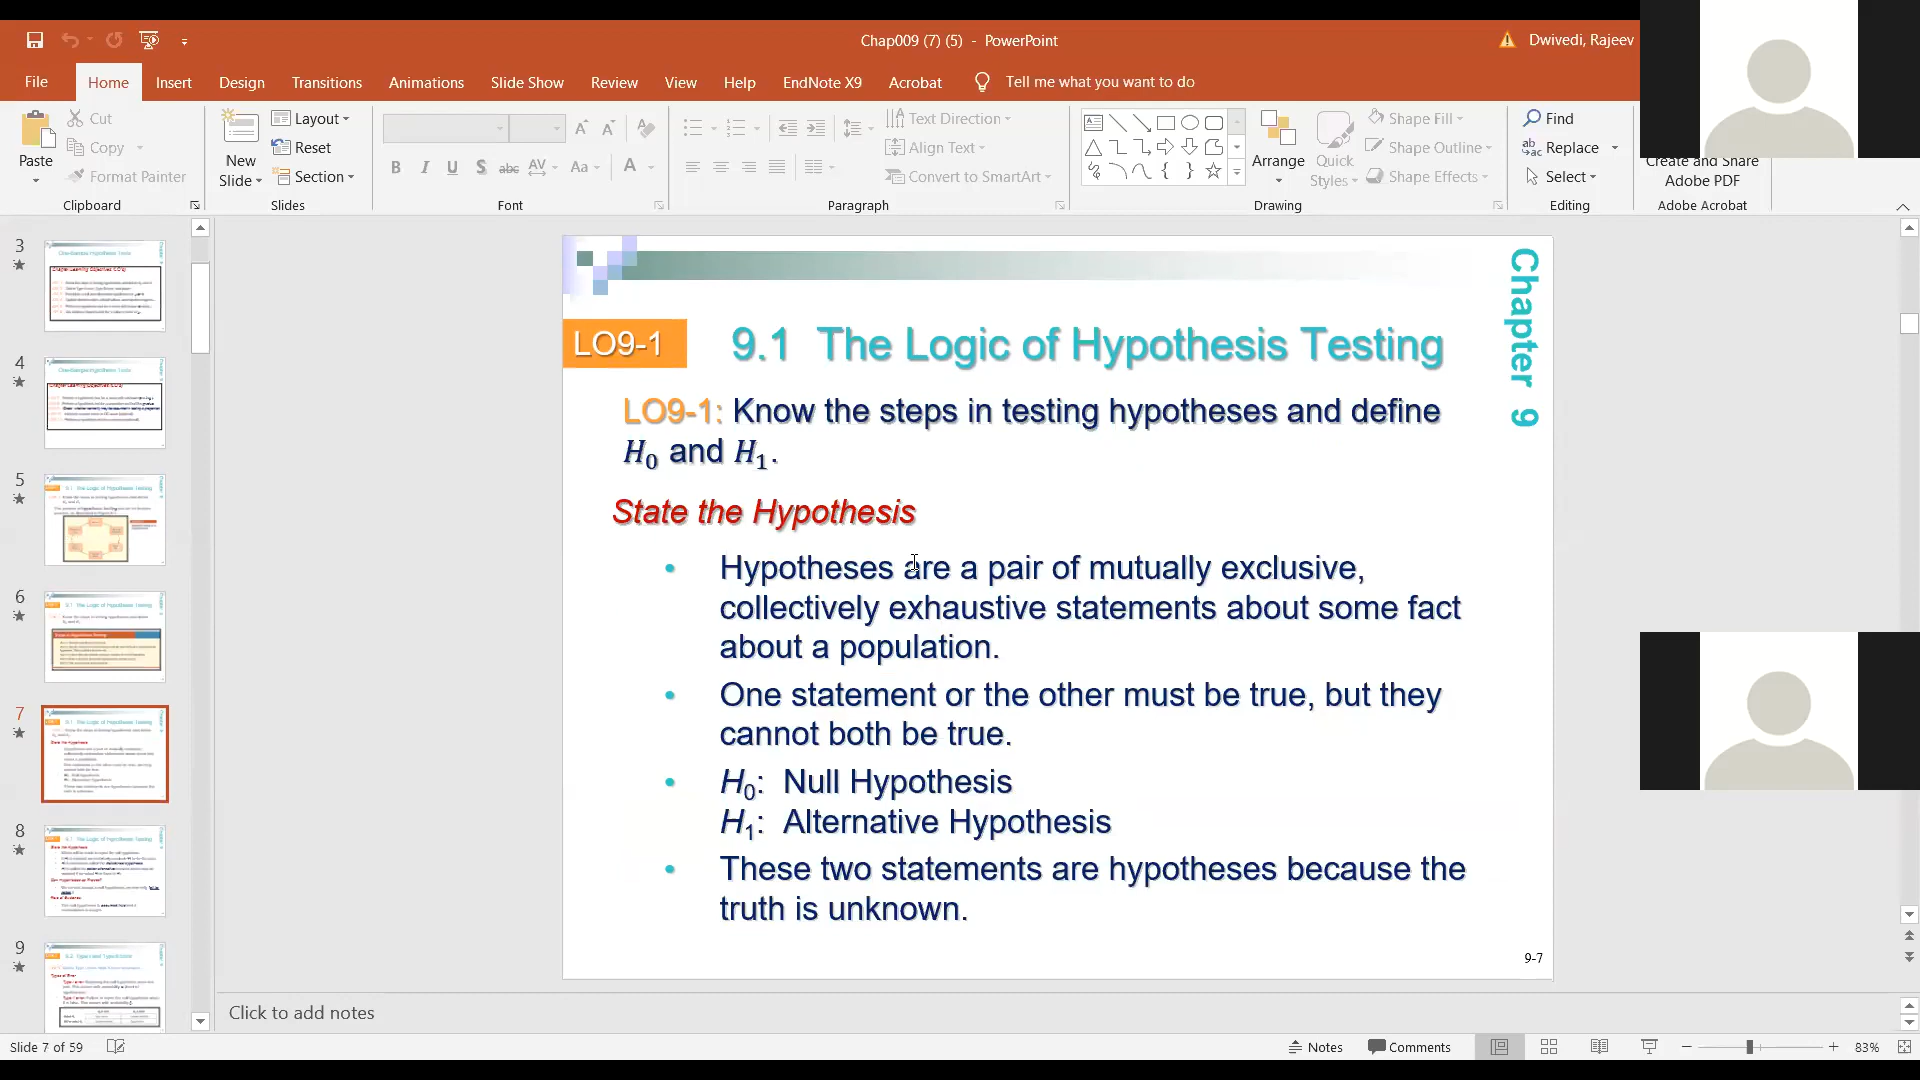 Chap009 (7) (5) - PowerPoint
Dwivedi, Rajeev
File Home Insert Design Transitions Animations Slide Show Review View Help EndNote X9 Acrobat Tell me what you want to do
Paste
Cut
Copy
Format Painter
Clipboard
New Slide
Layout
Reset
Section
Slides
Font
Text Direction
Align Text
Convert to SmartArt
Paragraph
Arrange
Quick Styles
Shape Fill
Shape Outline
Shape Effects
Drawing
Find
Replace
Select
Editing
Create and Share
Adobe PDF
Adobe Acrobat
3
4
5
6
7
8
9
Chapter 9
LO9-1
9.1 The Logic of Hypothesis Testing
LO9-1: Know the steps in testing hypotheses and define
H0 and H1.
State the Hypothesis
• Hypotheses are a pair of mutually exclusive,
collectively exhaustive statements about some fact
about a population.
• One statement or the other must be true, but they
cannot both be true.
• H0: Null Hypothesis
H1: Alternative Hypothesis
• These two statements are hypotheses because the
truth is unknown.
9-7
Click to add notes
Slide 7 of 59
Notes
Comments
83%